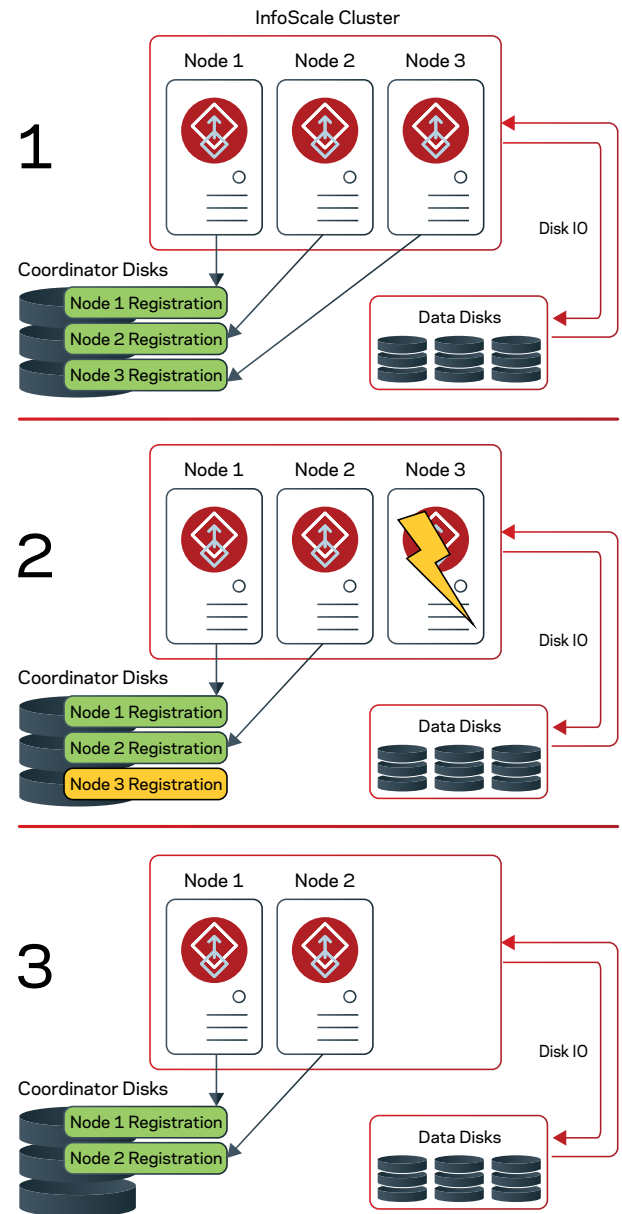 InfoScale Cluster
Node 1 Node 2 Node 3
1
Disk IO
Coordinator Disks
Node 1 Registration
Node 2 Registration
Node 3 Registration
Data Disks
Node 1 Node 2 Node 3
2
Disk IO
Coordinator Disks
Node 1 Registration
Node 2 Registration
Node 3 Registration
Data Disks
Node 1 Node 2
3
Disk IO
Coordinator Disks
Node 1 Registration
Node 2 Registration
Data Disks